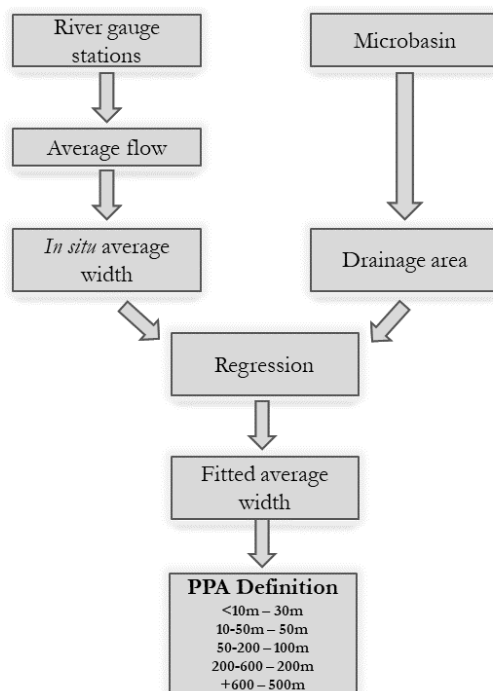 River gauge
stations
Microbasin
Average flow
In situ average
width
Drainage area
Regression
Fitted average
width
PPA Definition
<10m – 30m
10-50m – 50m
50-200 – 100m
200-600 – 200m
+600 – 500m